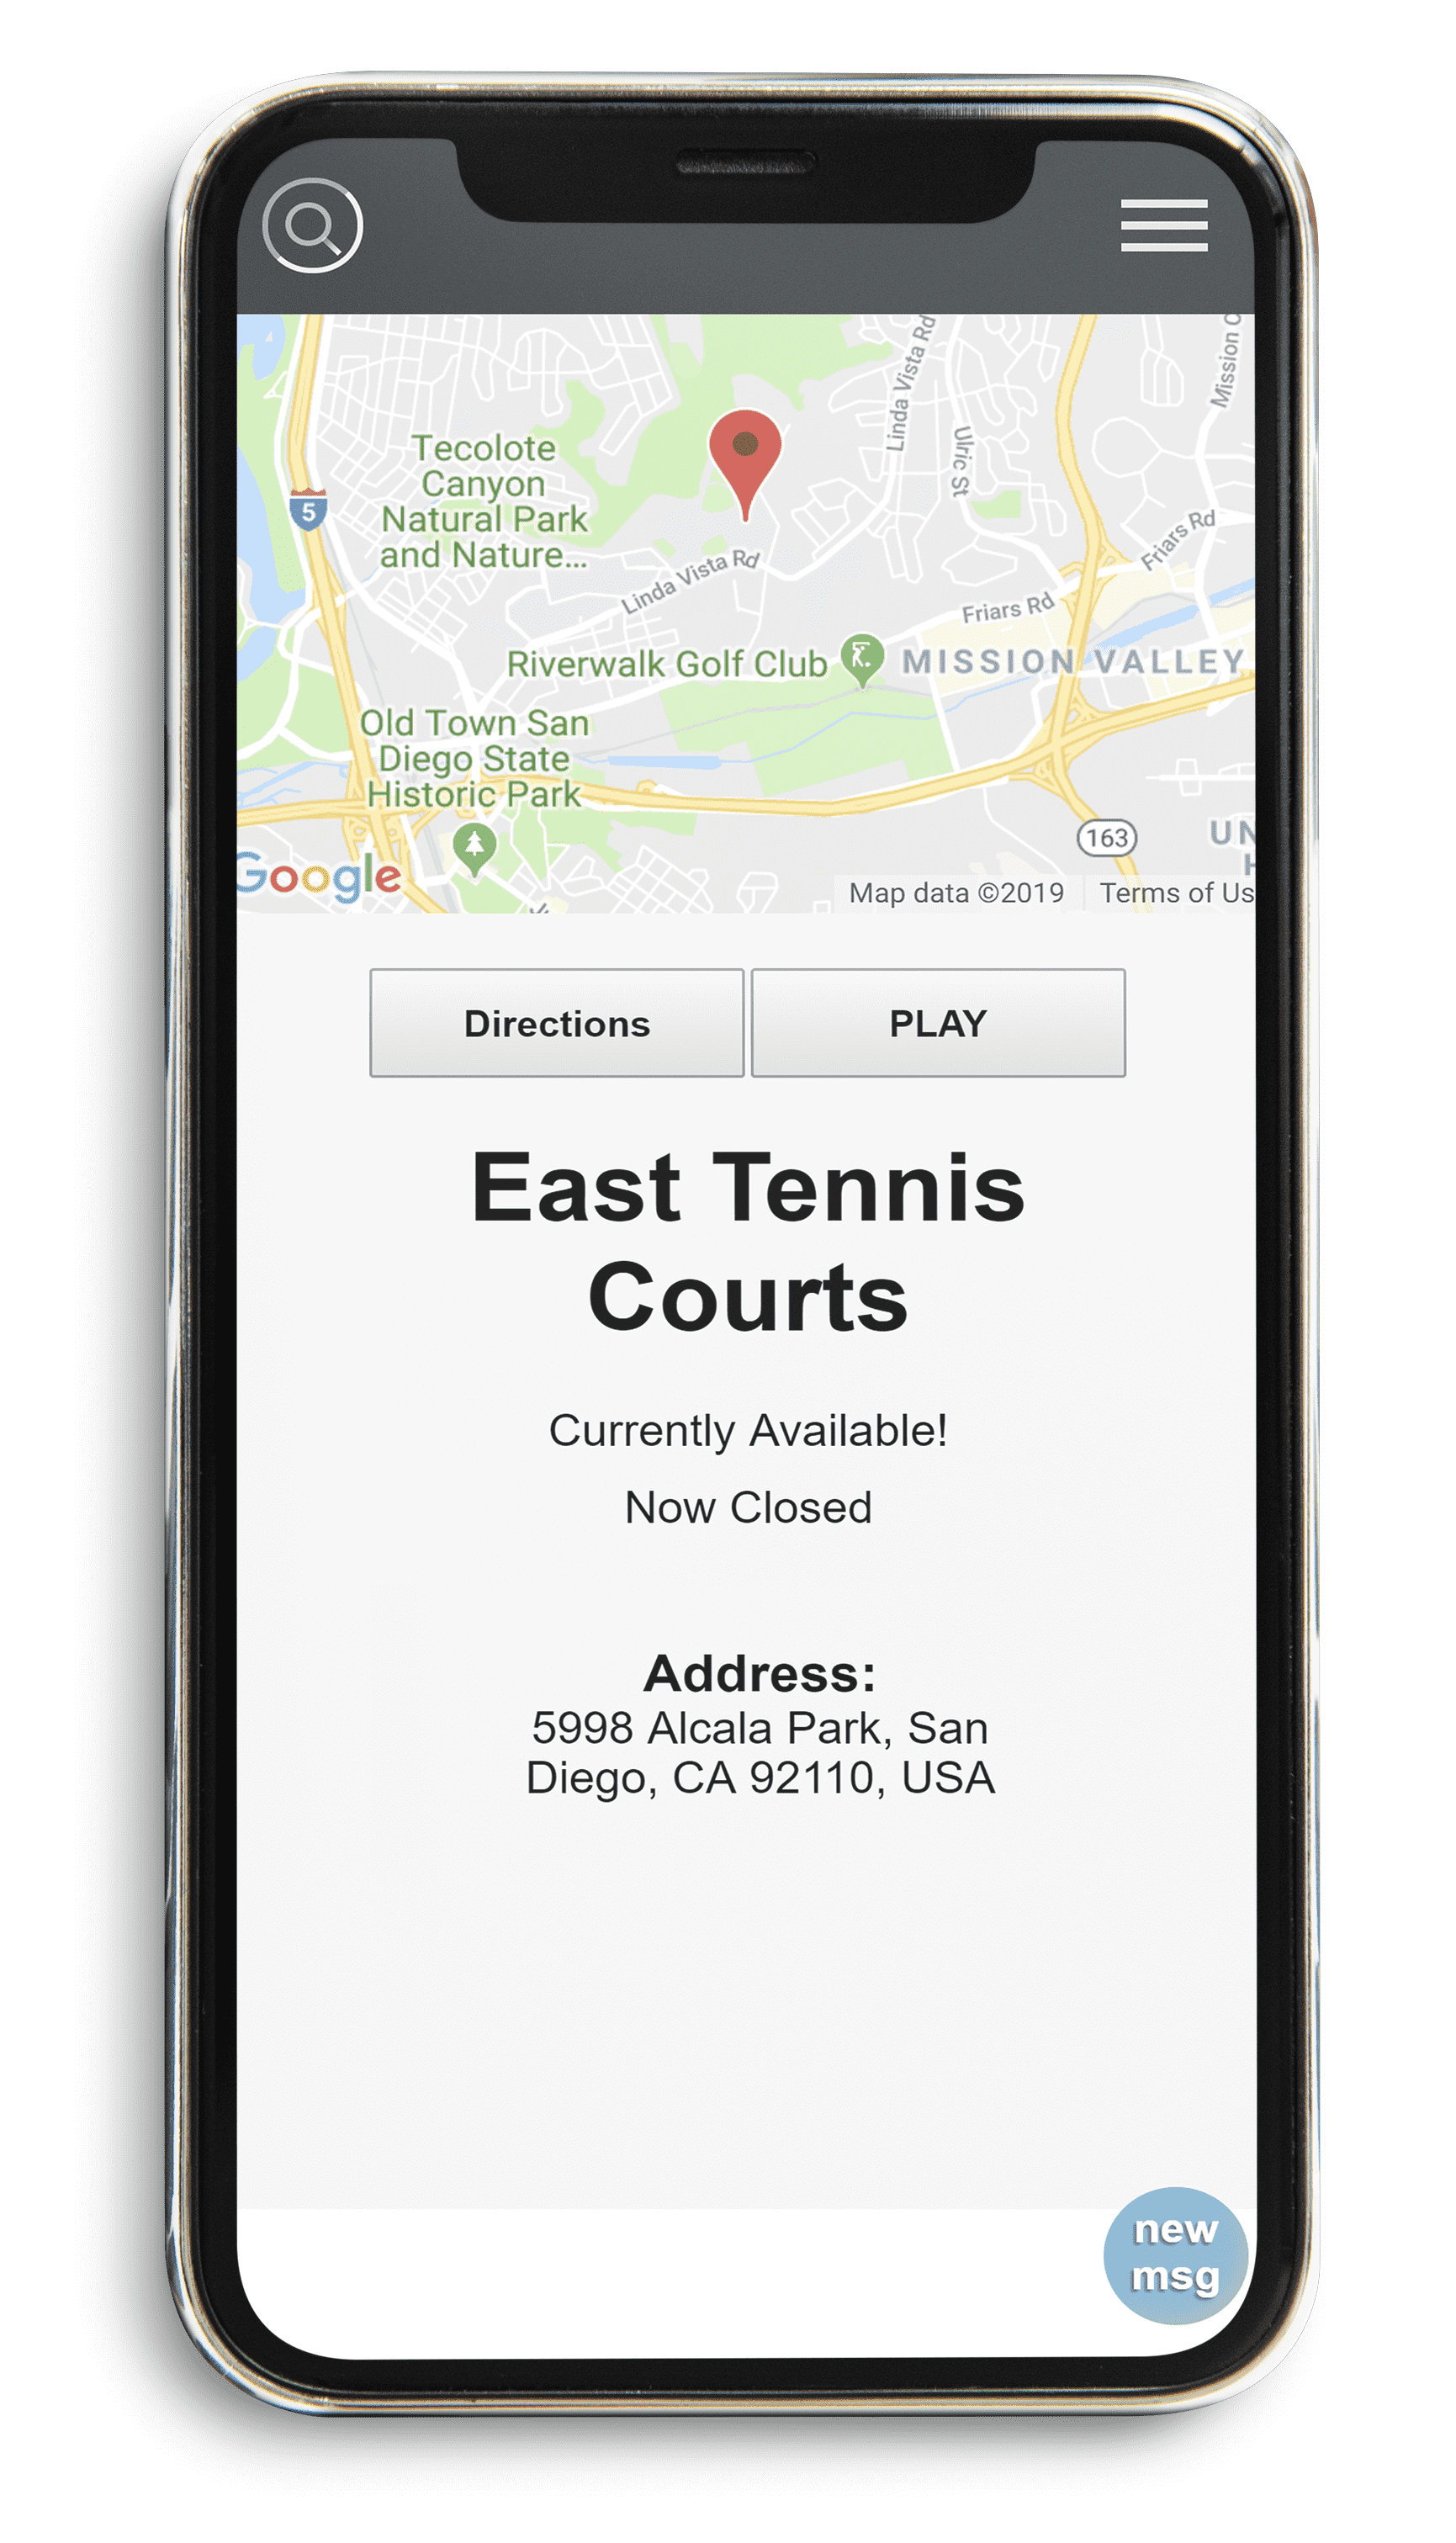 Linda Vista Rd
Mission C
Tecolote
Canyon
Natural Park
and Nature...
5
Ulric St
Linda Vista Rd
Friars Rd
Friars Rd
Riverwalk Golf Club
MISSION VALLEY
Old Town San
Diego State
Historic Park
163
UN
H
Google
Map data ©2019
Terms of Us
Directions
PLAY
East Tennis
Courts
Currently Available!
Now Closed
Address:
5998 Alcala Park, San
Diego, CA 92110, USA
new
msg